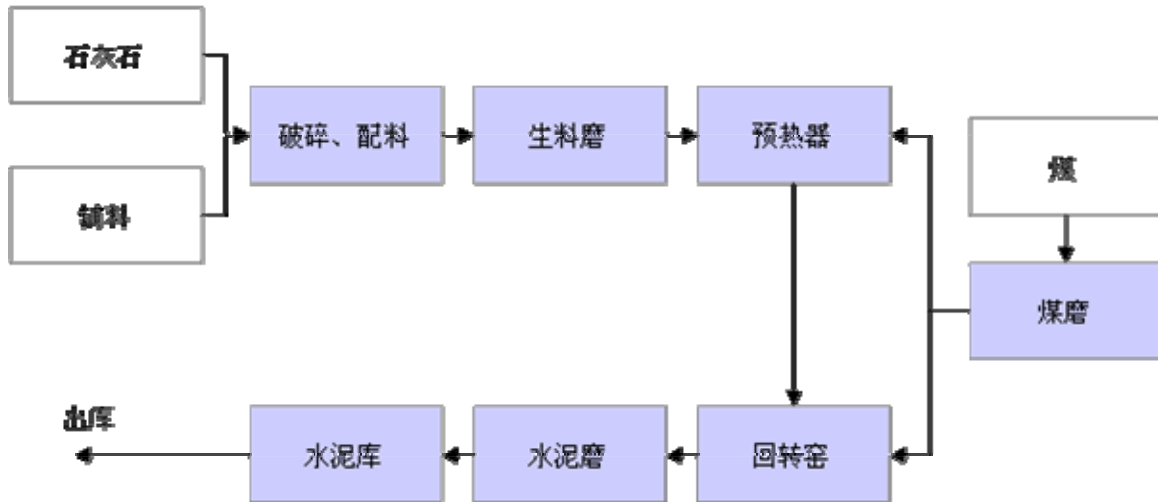 石灰石
破碎、配料
生料磨
预热器
煤
辅料
煤磨
出库
水泥库
水泥磨
回转窑